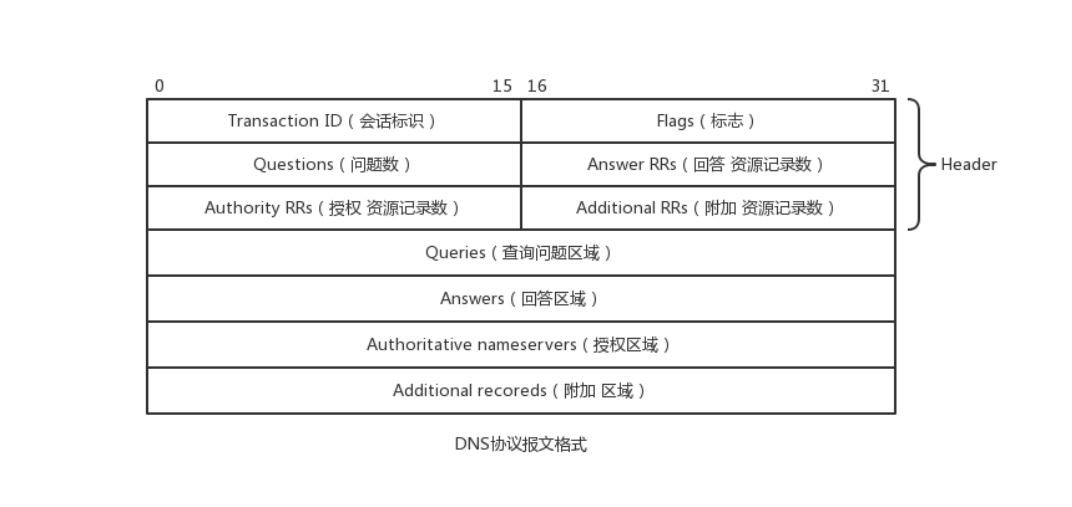 0 15 16 31
Transaction ID（会话标识） Flags（标志）
Questions（问题数） Answer RRs（回答 资源记录数） Header
Authority RRs（授权 资源记录数） Additional RRs（附加 资源记录数）
Queries（查询问题区域）
Answers（回答区域）
Authoritative nameservers（授权区域）
Additional recoreds（附加 区域）
DNS协议报文格式